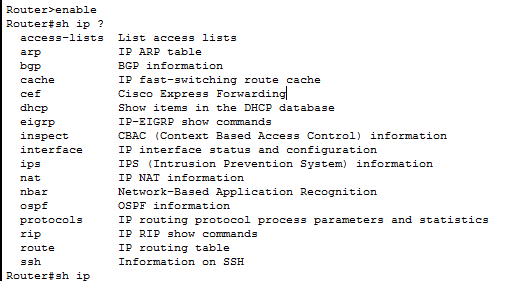 Router>enable
Router#sh ip ?
access-lists List access lists
arp IP ARP table
bgp BGP information
cache IP fast-switching route cache
cef Cisco Express Forwarding
dhcp Show items in the DHCP database
eigrp IP-EIGRP show commands
inspect CBAC (Context Based Access Control) information
interface IP interface status and configuration
ips IPS (Intrusion Prevention System) information
nat IP NAT information
nbar Network-Based Application Recognition
ospf OSPF information
protocols IP routing protocol process parameters and statistics
rip IP RIP show commands
route IP routing table
ssh Information on SSH
Router#sh ip